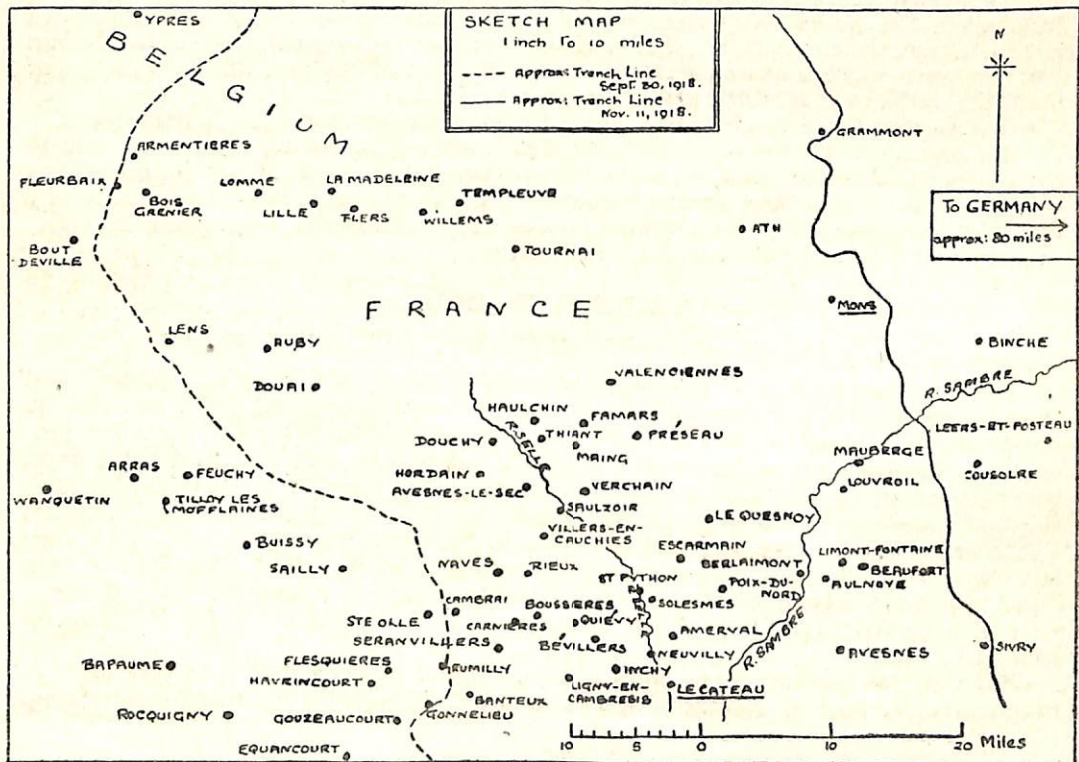 SKETCH MAP
1 inch To 10 miles
Approx: Trench Line
Sept 30, 1918.
Approx: Trench Line
Nov. 11, 1918.
N
To GERMANY
approx: 80 miles
BELGIUM
YPRES
ARMENTIERES
FLEURBAIX
BOIS
GRENIER
LOMME
LA MADELEINE
LILLE
FLERS
TEMPLEUVE
WILLEMS
TOURNAI
BOUT
DEVILLE
GRAMMONT
ATH
FRANCE
MONS
BINCHE
LENS
AUBY
DOUAI
VALENCIENNES
HAULCHIN
FAMARS
THIANT
PRÉSEAU
MAING
DOUCHY
R. SELLE
HORDAIN
AVESNES-LE-SEC
VERCHAIN
SAULZOIR
VILLERS-EN-
CAUCHIES
R. SAMBRE
LEERS-ET-FOSTEAU
MAUBERGE
COUSOLRE
LOUVROIL
ARRAS
FEUCHY
WANQUETIN
TILLOY LES
MOFFLAINES
BUISSY
SAILLY
LE QUESNOY
ESCARMAIN
BERLAIMONT
LIMONT-FONTAINE
BEAUFORT
AULNOYE
POIX-DU-
NORD
NAVES
RIEUX
ST PYTHON
SOLESMES
CAMBRAI
STE OLLE
BOUSSIERES
CARNIERES
QUIEVY
SERANVILLERS
BÉVILLERS
AMERVAL
NEUVILLY
R. SAMBRE
AVESNES
SIVRY
BAPAUME
FLESQUIERES
RUMILLY
HAVRINCOURT
INCHY
LIGNY-EN-
CAMBRESIS
LE CATEAU
BANTEUX
ROCQUIGNY
GOUZEAUCOURT
GONNELIEU
EQUANCOURT
10 5 0 10 20 Miles